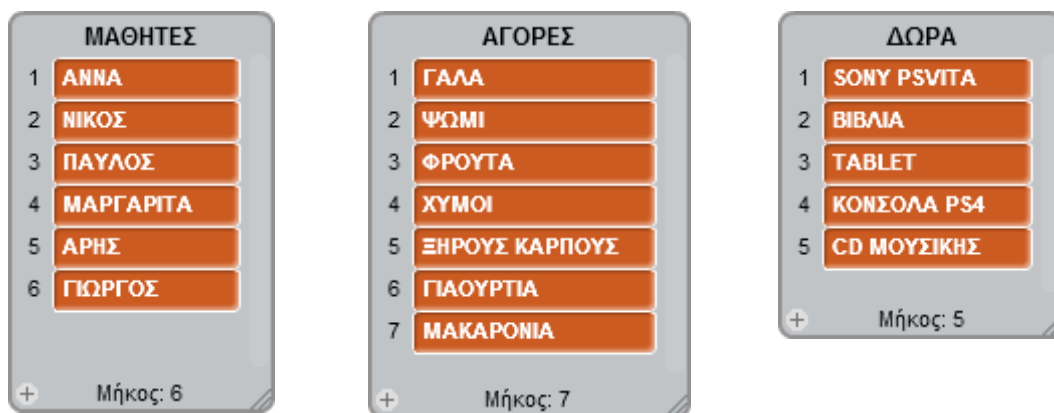 ΜΑΘΗΤΕΣ
1 ΑΝΝΑ
2 ΝΙΚΟΣ
3 ΠΑΥΛΟΣ
4 ΜΑΡΓΑΡΙΤΑ
5 ΑΡΗΣ
6 ΓΙΩΡΓΟΣ
+ Μήκος: 6
ΑΓΟΡΕΣ
1 ΓΑΛΑ
2 ΨΩΜΙ
3 ΦΡΟΥΤΑ
4 ΧΥΜΟΙ
5 ΞΗΡΟΥΣ ΚΑΡΠΟΥΣ
6 ΓΙΑΟΥΡΤΙΑ
7 ΜΑΚΑΡΟΝΙΑ
+ Μήκος: 7
ΔΩΡΑ
1 SONY PSVITA
2 ΒΙΒΛΙΑ
3 TABLET
4 ΚΟΝΣΟΛΑ PS4
5 CD ΜΟΥΣΙΚΗΣ
+ Μήκος: 5